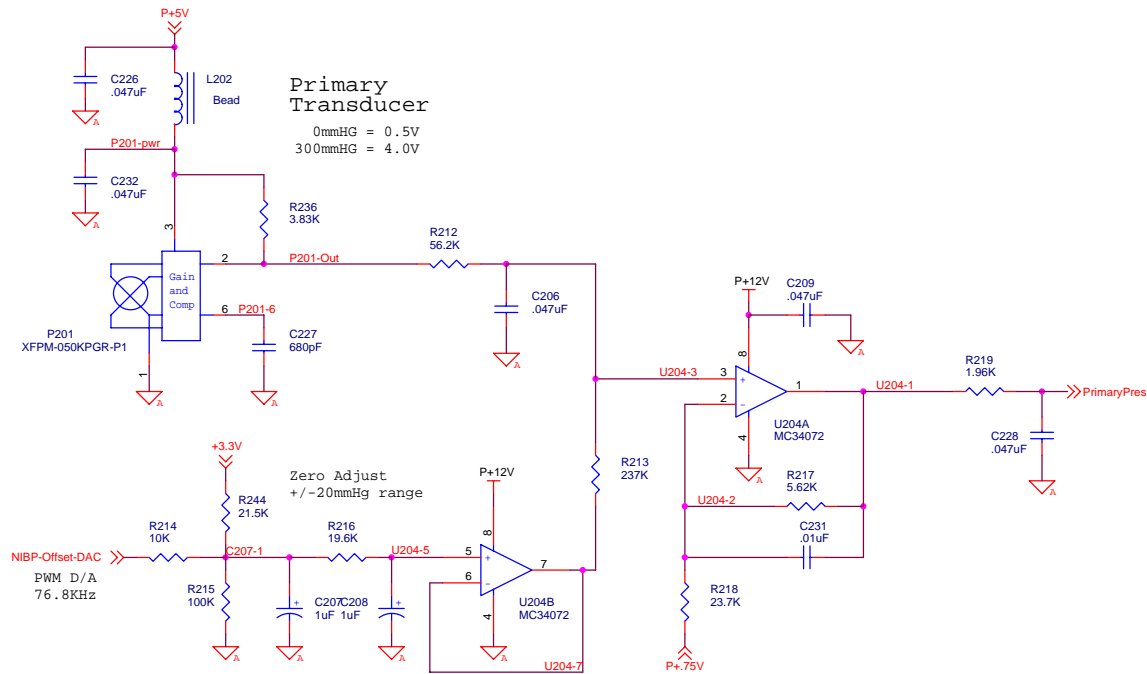 P+5V
C226
.047uF
L202
Bead
Primary
Transducer
0mmHG = 0.5V
300mmHG = 4.0V
P201-pwr
C232
.047uF
A
A
R236
3.83K
3
2
P201-Out
R212
56.2K
Gain
and
Comp
6
P201-6
C206
.047uF
P+12V
C209
.047uF
P201
XFPM-050KPGR-P1
C227
680pF
1
A
A
A
A
8
U204-3
3
+
2
-
1
U204-1
R219
1.96K
PrimaryPres
U204A
MC34072
4
A
C228
.047uF
A
+3.3V
Zero Adjust
+/-20mmHg range
P+12V
R213
237K
R217
5.62K
U204-2
C231
.01uF
R244
21.5K
R214
10K
C207-1
R216
19.6K
U204-5
8
5
+
6
-
7
NIBP-Offset-DAC
PWM D/A
76.8KHz
R215
100K
+
C207
1uF
+
C208
1uF
U204B
MC34072
4
R218
23.7K
A
A
A
A
U204-7
P+.75V